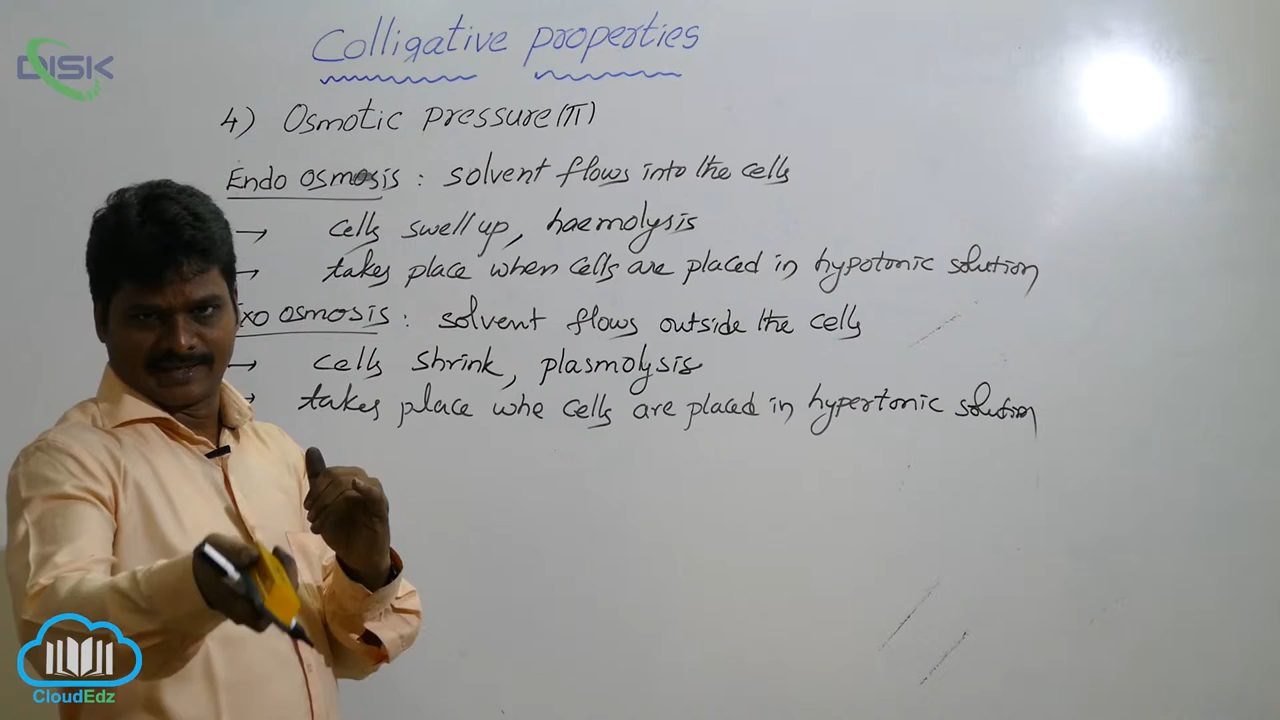 DISK
Colligative properties
4) Osmotic Pressure(π)
Endo osmosis : solvent flows into the cells
→ cells swell up, haemolysis
→ takes place when cells are placed in hypotonic solution
xo osmosis : solvent flows outside the cells
→ cells shrink, plasmolysis
→ takes place whe cells are placed in hypertonic solution
CloudEdz